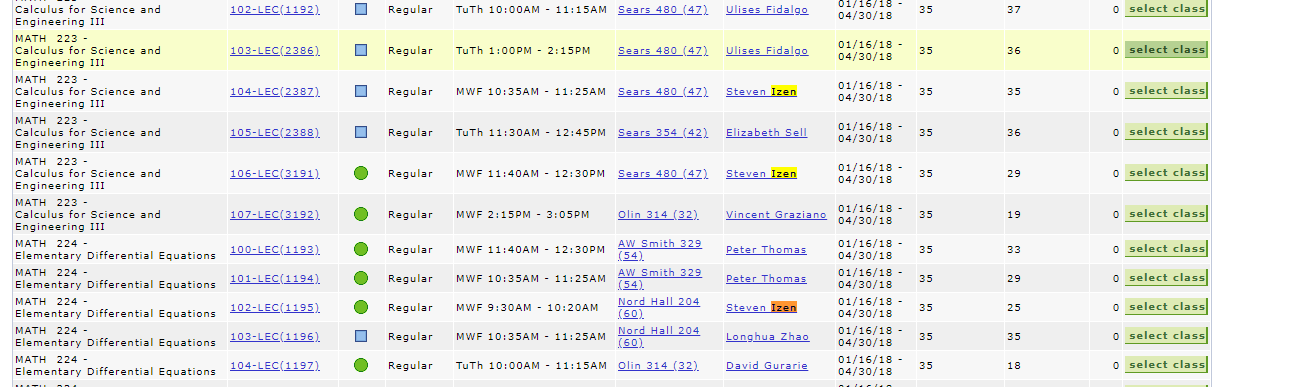 Calculus for Science and Engineering III 102-LEC(1192) Regular TuTh 10:00AM - 11:15AM Sears 480 (47) Ulises Fidalgo 01/16/18 - 04/30/18 35 37 0 select class
MATH 223 - Calculus for Science and Engineering III 103-LEC(2386) Regular TuTh 1:00PM - 2:15PM Sears 480 (47) Ulises Fidalgo 01/16/18 - 04/30/18 35 36 0 select class
MATH 223 - Calculus for Science and Engineering III 104-LEC(2387) Regular MWF 10:35AM - 11:25AM Sears 480 (47) Steven Izen 01/16/18 - 04/30/18 35 35 0 select class
MATH 223 - Calculus for Science and Engineering III 105-LEC(2388) Regular TuTh 11:30AM - 12:45PM Sears 354 (42) Elizabeth Sell 01/16/18 - 04/30/18 35 36 0 select class
MATH 223 - Calculus for Science and Engineering III 106-LEC(3191) Regular MWF 11:40AM - 12:30PM Sears 480 (47) Steven Izen 01/16/18 - 04/30/18 35 29 0 select class
MATH 223 - Calculus for Science and Engineering III 107-LEC(3192) Regular MWF 2:15PM - 3:05PM Olin 314 (32) Vincent Graziano 01/16/18 - 04/30/18 35 19 0 select class
MATH 224 - Elementary Differential Equations 100-LEC(1193) Regular MWF 11:40AM - 12:30PM AW Smith 329 (54) Peter Thomas 01/16/18 - 04/30/18 35 33 0 select class
MATH 224 - Elementary Differential Equations 101-LEC(1194) Regular MWF 10:35AM - 11:25AM AW Smith 329 (54) Peter Thomas 01/16/18 - 04/30/18 35 29 0 select class
MATH 224 - Elementary Differential Equations 102-LEC(1195) Regular MWF 9:30AM - 10:20AM Nord Hall 204 (60) Steven Izen 01/16/18 - 04/30/18 35 25 0 select class
MATH 224 - Elementary Differential Equations 103-LEC(1196) Regular MWF 10:35AM - 11:25AM Nord Hall 204 (60) Longhua Zhao 01/16/18 - 04/30/18 35 35 0 select class
MATH 224 - Elementary Differential Equations 104-LEC(1197) Regular TuTh 10:00AM - 11:15AM Olin 314 (32) David Gurarie 01/16/18 - 04/30/18 35 18 0 select class